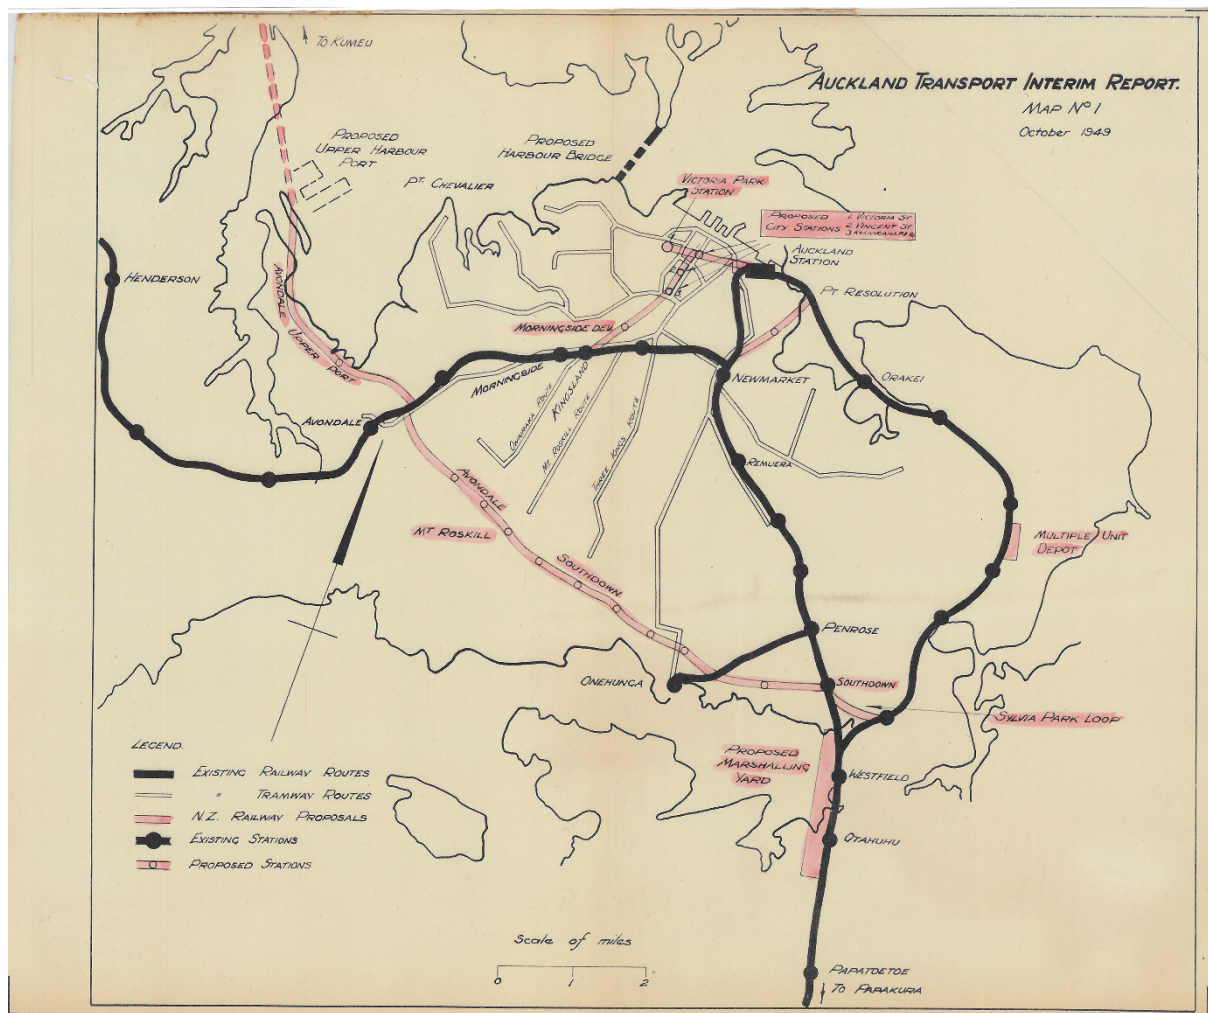 AUCKLAND TRANSPORT INTERIM REPORT.
MAP No 1
October 1949
TO KUMEU
PROPOSED
UPPER HARBOUR
PORT
PROPOSED
HARBOUR BRIDGE
PT. CHEVALIER
VICTORIA PARK
STATION
PROPOSED 1. VICTORIA ST
CITY STATIONS 2. VINCENT ST
AUCKLAND
STATION
PT RESOLUTION
HENDERSON
AVONDALE UPPER PORT
MORNINGSIDE DEV.
MORNINGSIDE
KINGSLAND
NEWMARKET
ORAKEI
AVONDALE
MT ROSKILL ROUTE
THREE KINGS ROUTE
REMUERA
AVONDALE
SOUTHDOWN
MT ROSKILL
MULTIPLE UNIT
DEPOT
PENROSE
ONEHUNGA
SOUTHDOWN
SYLVIA PARK LOOP
PROPOSED
MARSHALLING
YARD
WESTFIELD
OTAHUHU
PAPATOETOE
TO PAPAKURA
LEGEND.
EXISTING RAILWAY ROUTES
" TRAMWAY ROUTES
N.Z. RAILWAY PROPOSALS
EXISTING STATIONS
PROPOSED STATIONS
Scale of miles
0 1 2